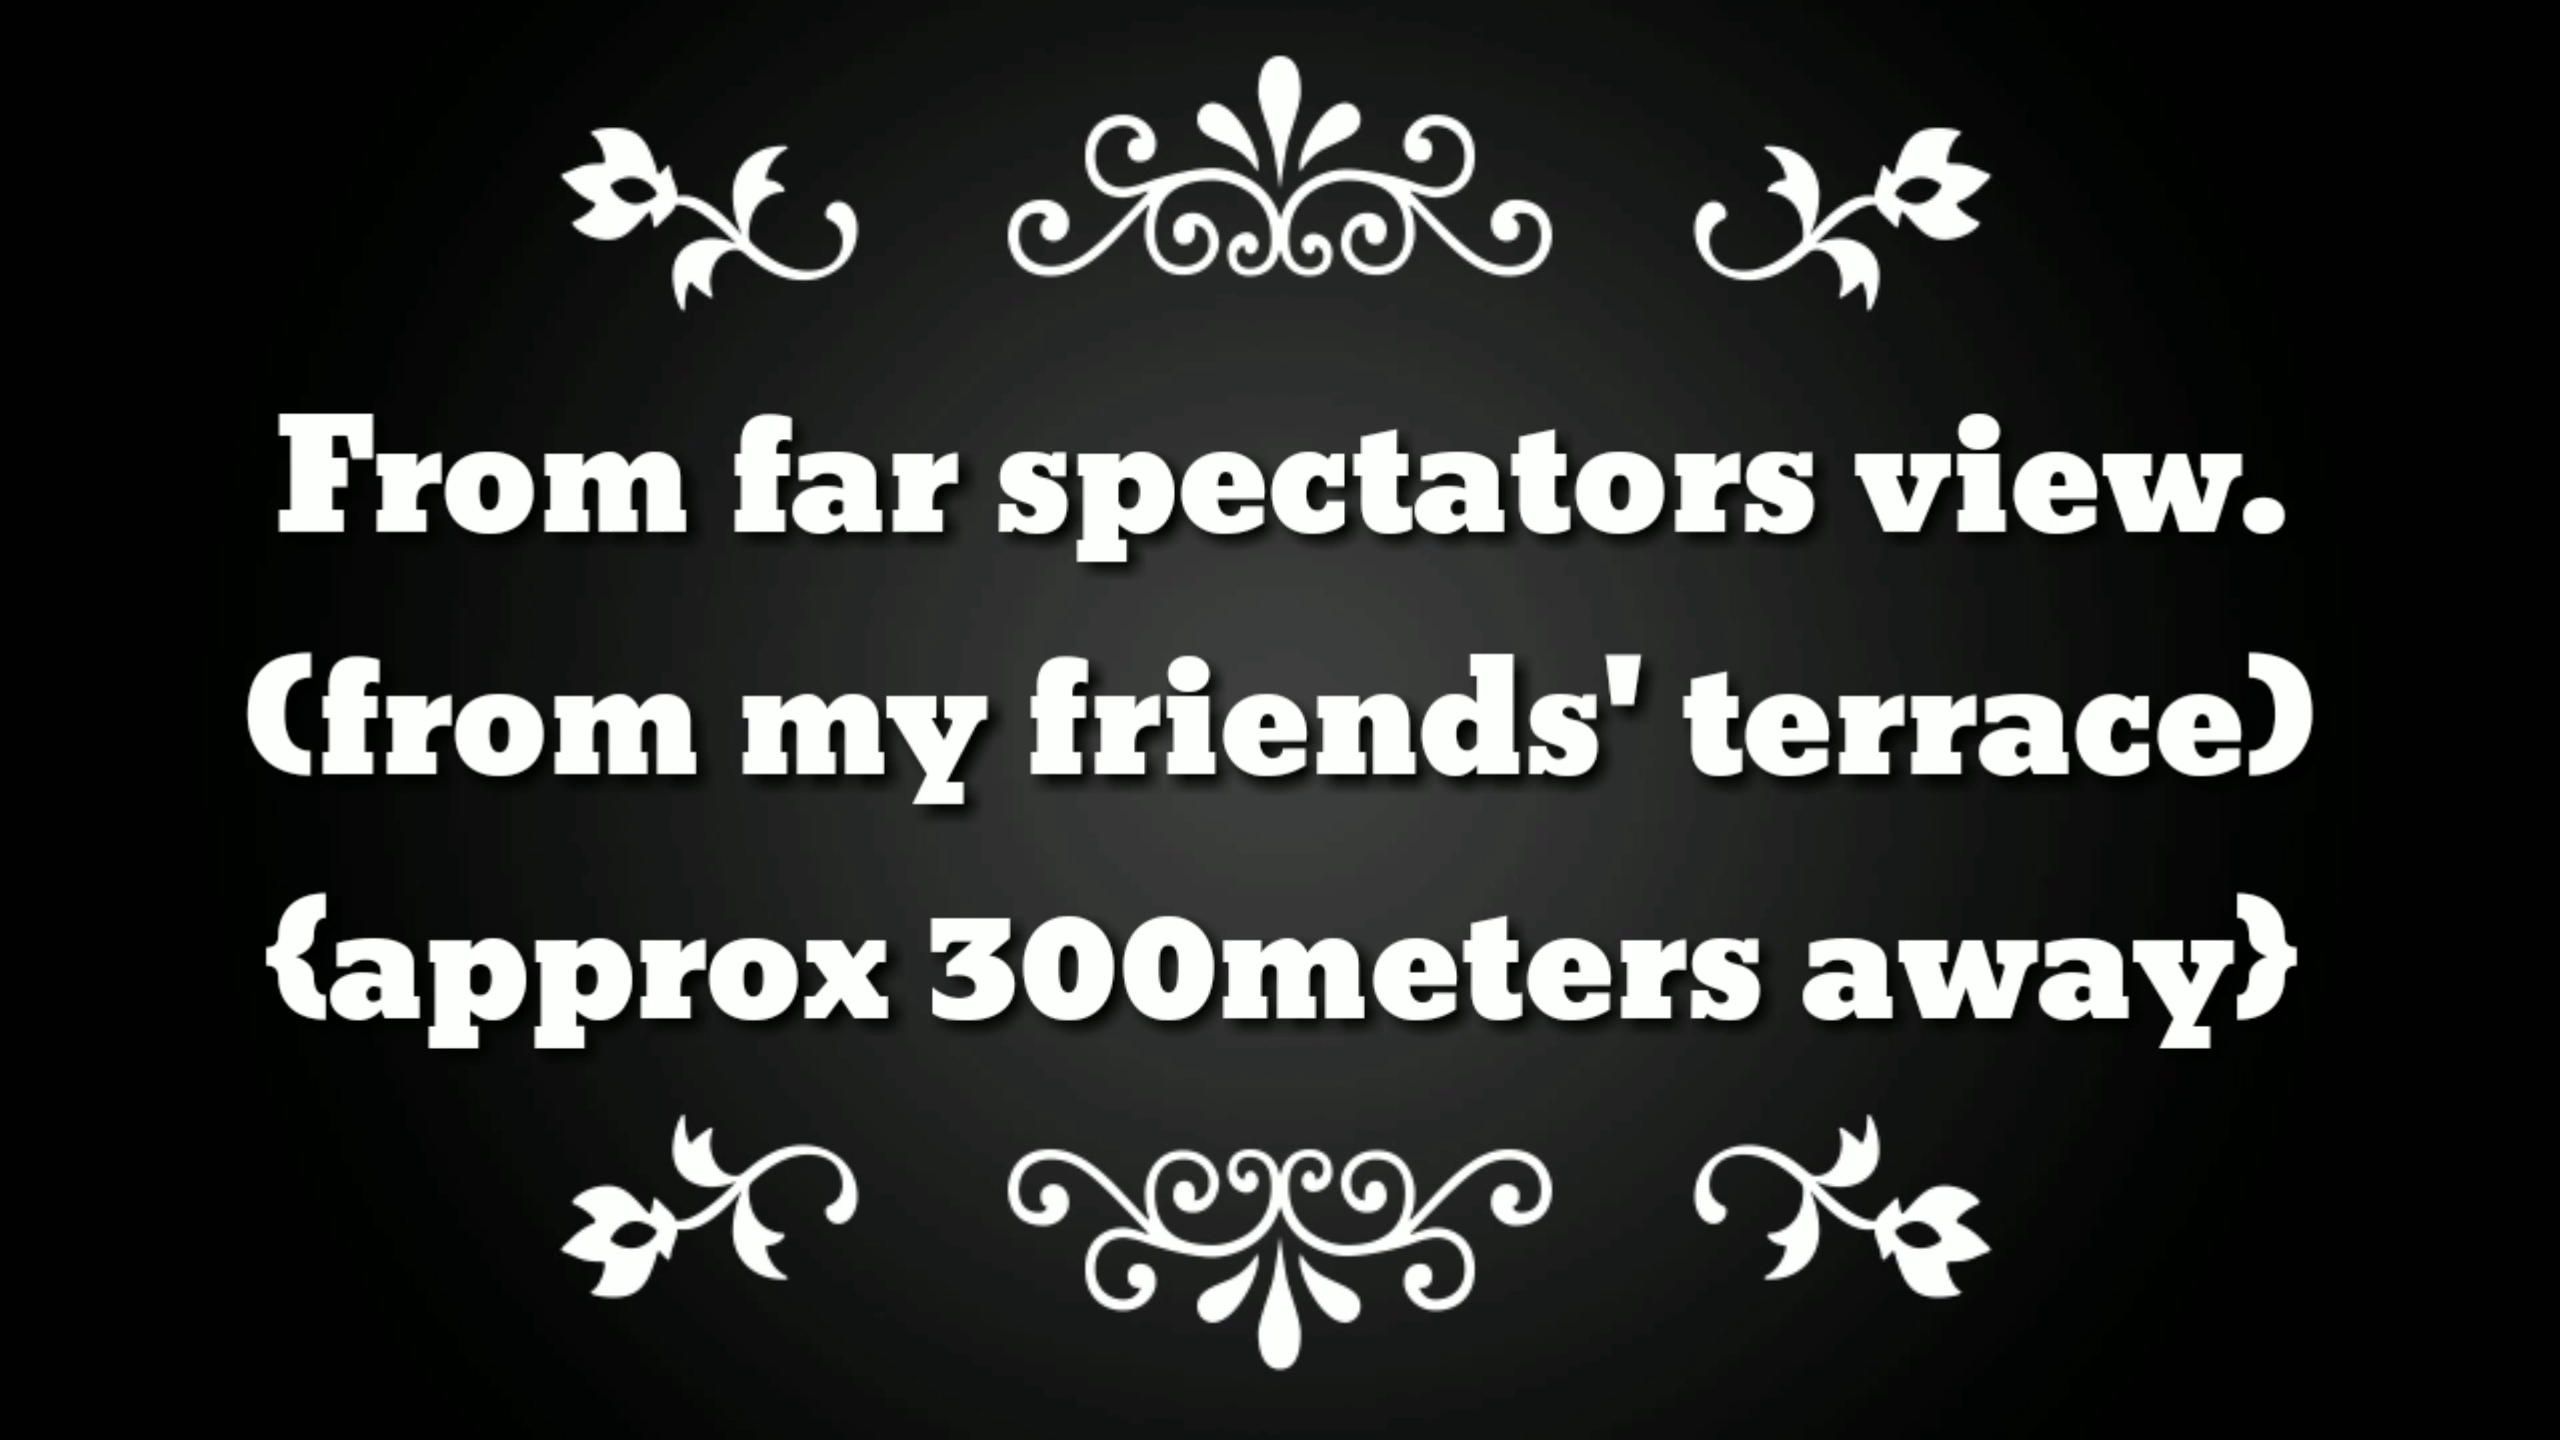 From far spectators view.
(from my friends' terrace)
{approx 300meters away}